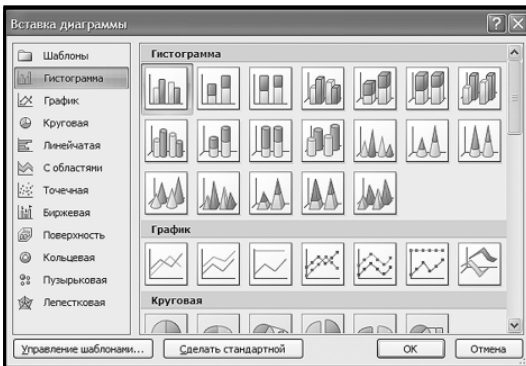 Вставка диаграммы
Шаблоны
Гистограмма
График
Круговая
Линейчатая
С областями
Точечная
Биржевая
Поверхность
Кольцевая
Пузырьковая
Лепестковая
Гистограмма
График
Круговая
Управление шаблонами...
Сделать стандартной
ОК
Отмена